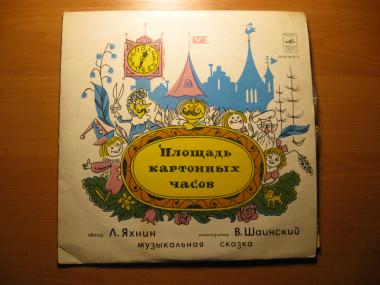 Площадь
картонных
часов
автор Л. Яхнин композитор В. Шаинский
музыкальная сказка